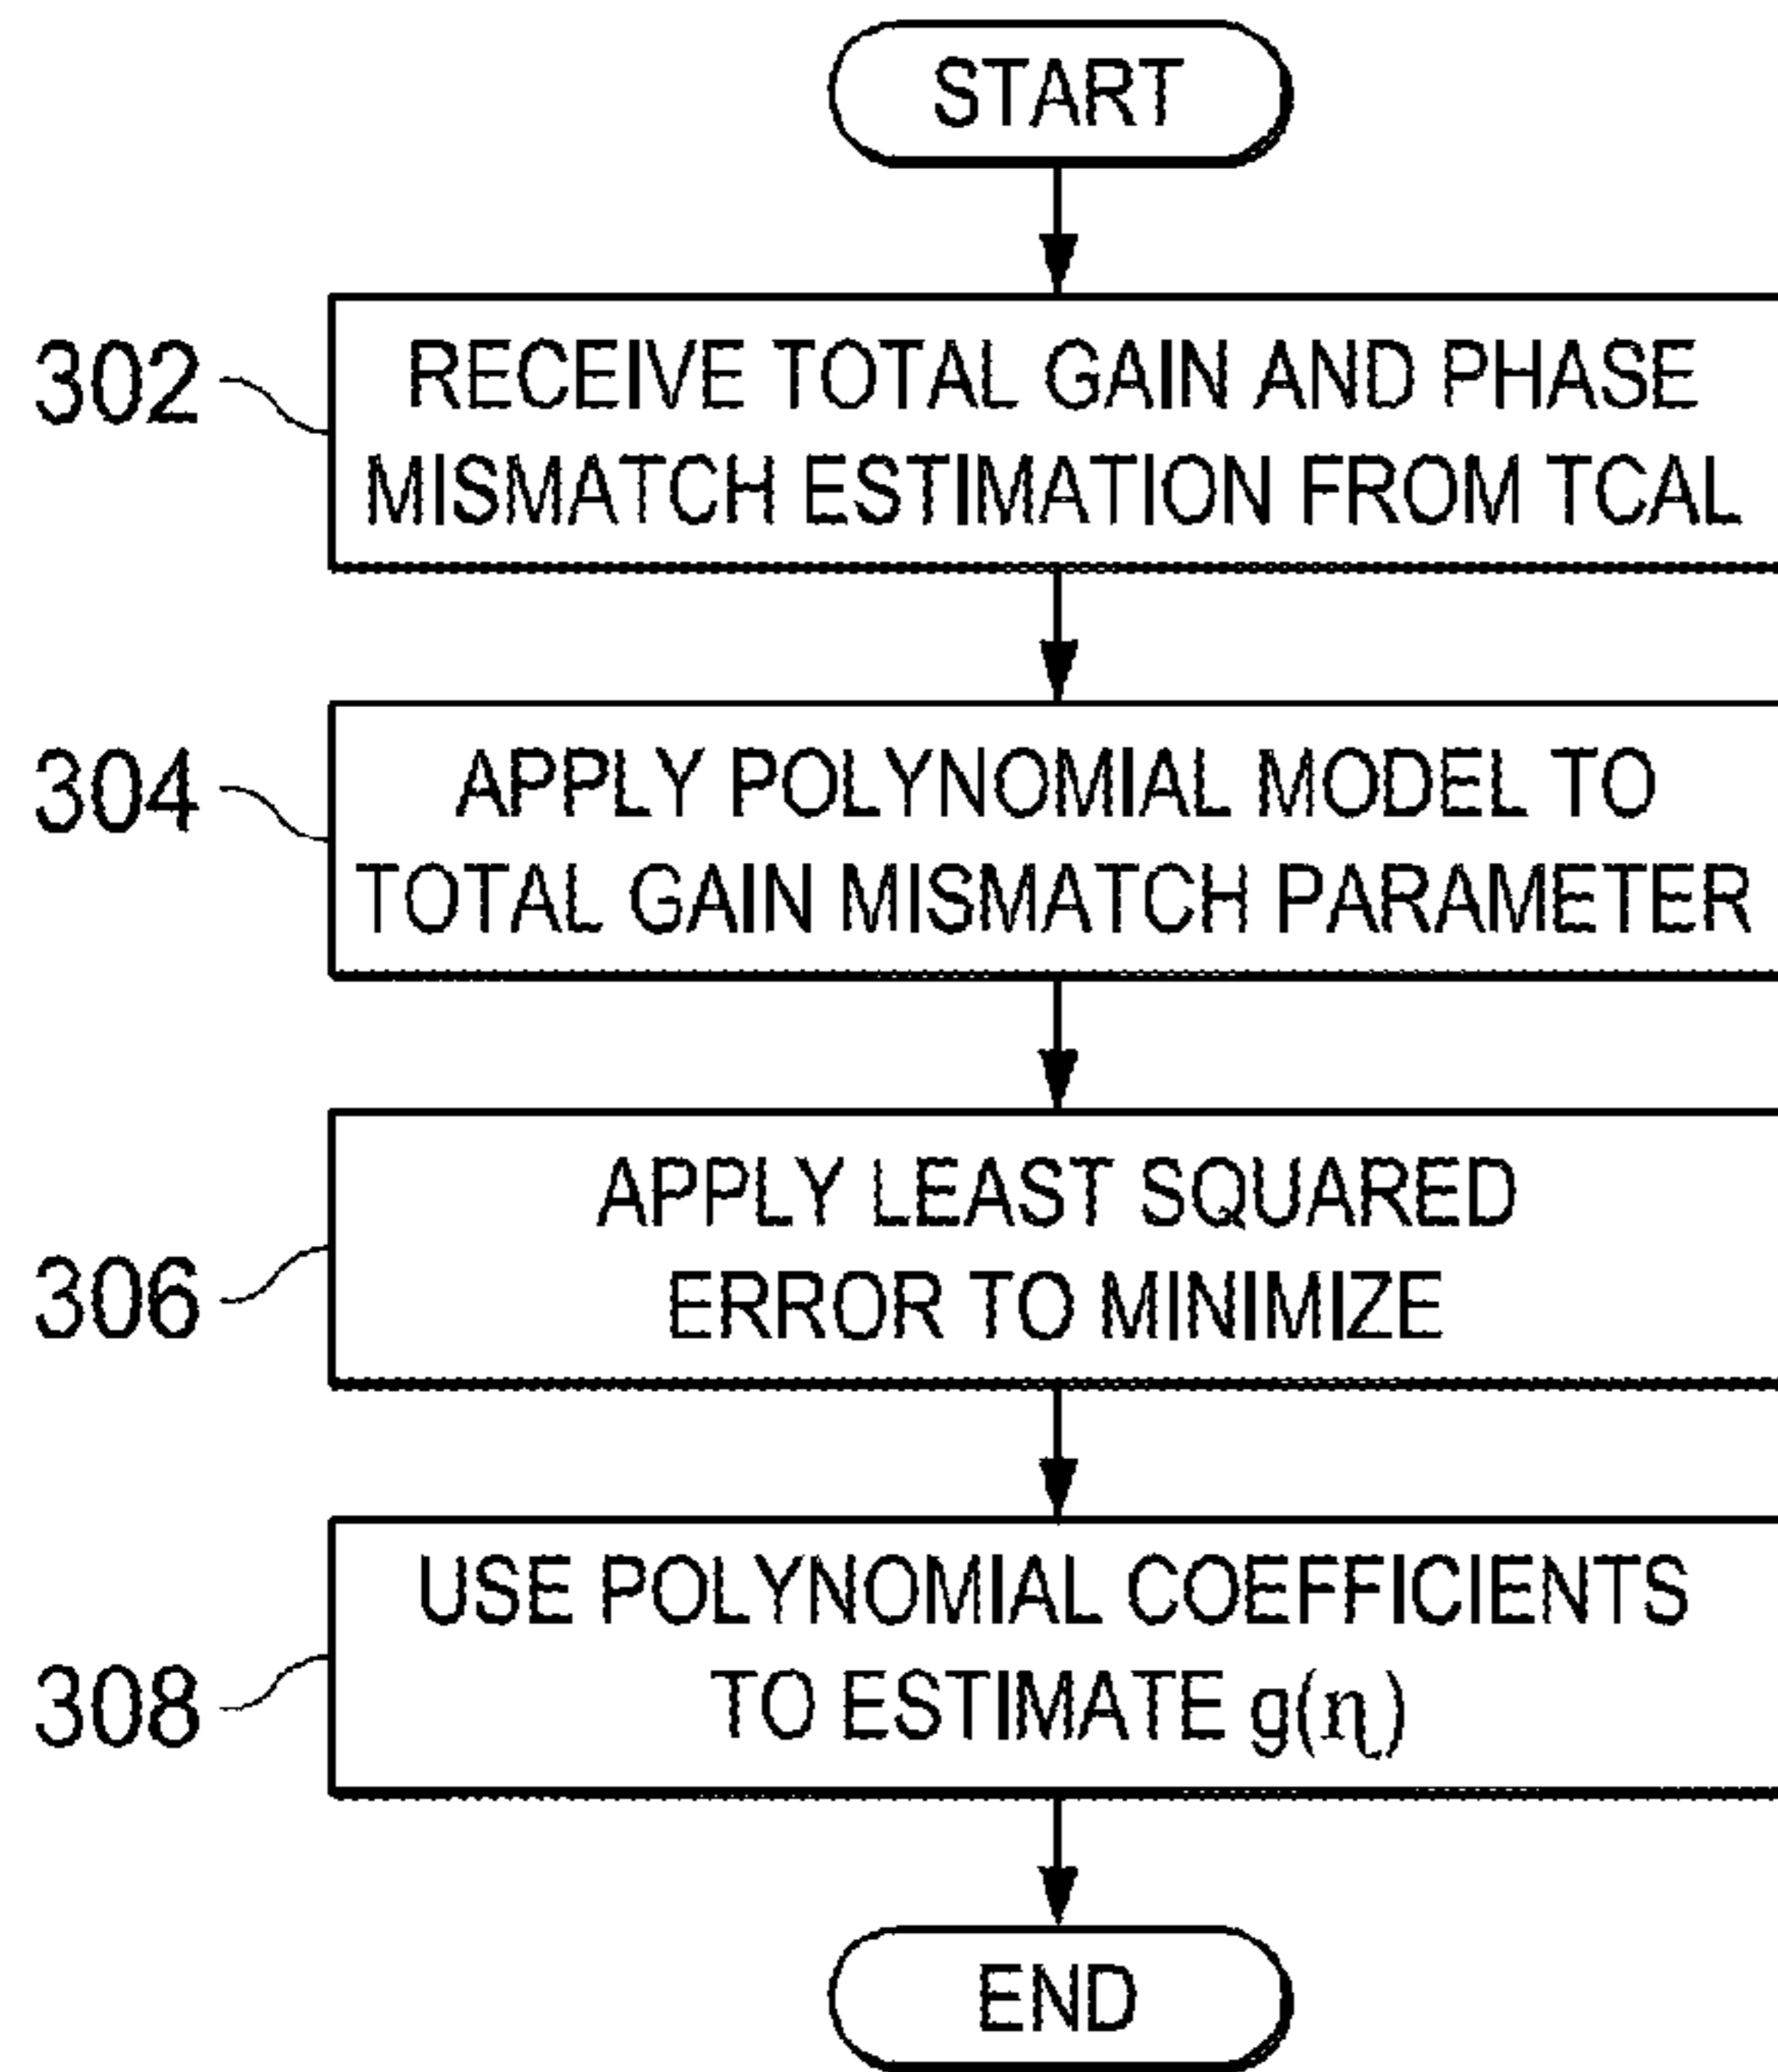 START
302
RECEIVE TOTAL GAIN AND PHASE
MISMATCH ESTIMATION FROM TCAL
304
APPLY POLYNOMIAL MODEL TO
TOTAL GAIN MISMATCH PARAMETER
306
APPLY LEAST SQUARED
ERROR TO MINIMIZE
308
USE POLYNOMIAL COEFFICIENTS
TO ESTIMATE g(η)
END